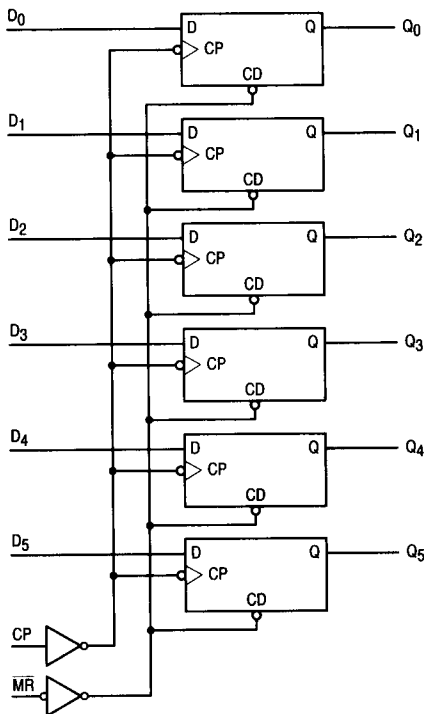 D0 D Q Q0
CP
CD
D1 D Q Q1
CP
CD
D2 D Q Q2
CP
CD
D3 D Q Q3
CP
CD
D4 D Q Q4
CP
CD
D5 D Q Q5
CP
CD
CP
M̅R̅